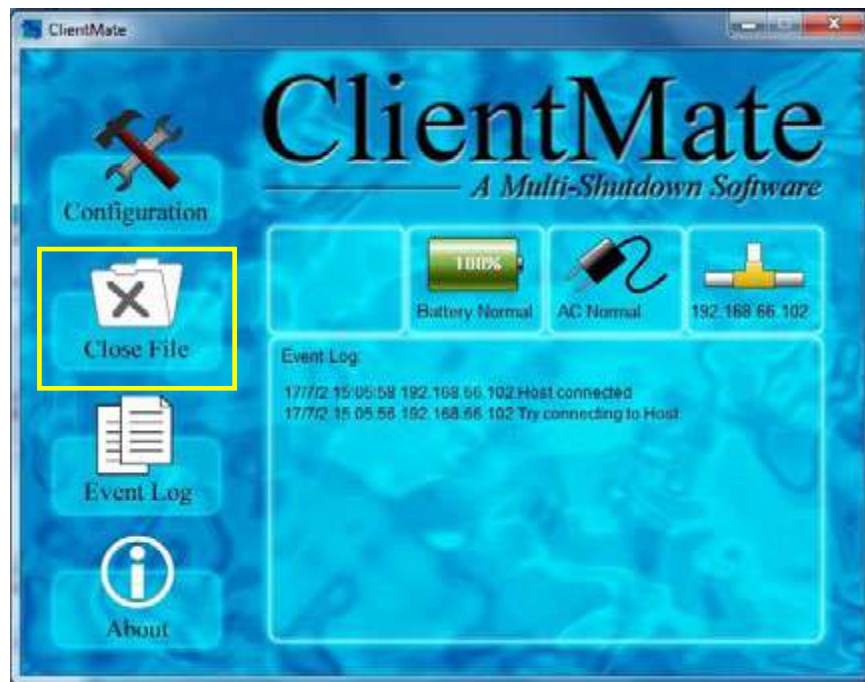 ClientMate
ClientMate
A Multi-Shutdown Software
Configuration
Close File
Event Log
About
100%
Battery Normal
AC Normal
192.168.66.102
Event Log:
17/7/2 15:05:58 192.168.66.102 Host connected
17/7/2 15:05:56 192.168.66.102 Try connecting to Host.